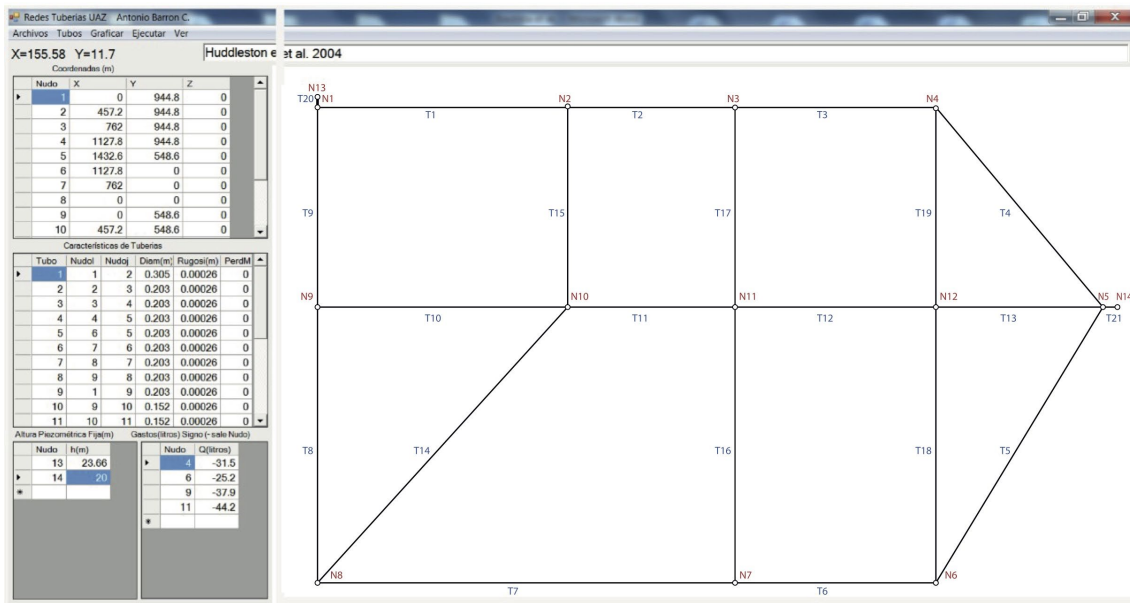 Redes Tuberias UAZ Antonio Barron C.
Archivos Tubos Graficar Ejecutar Ver
X=155.58 Y=11.7
Huddleston e et al. 2004
Coordenadas (m)
Nudo X Y Z
1 0 944.8 0
2 457.2 944.8 0
3 762 944.8 0
4 1127.8 944.8 0
5 1432.6 548.6 0
6 1127.8 0 0
7 762 0 0
8 0 0 0
9 0 548.6 0
10 457.2 548.6 0
Características de Tuberias
Tubo NudoI Nudoj Diam(m) Rugosi(m) PerdM
1 1 2 0.305 0.00026 0
2 2 3 0.203 0.00026 0
3 3 4 0.203 0.00026 0
4 4 5 0.203 0.00026 0
5 6 5 0.203 0.00026 0
6 7 6 0.203 0.00026 0
7 8 7 0.203 0.00026 0
8 9 8 0.203 0.00026 0
9 1 9 0.203 0.00026 0
10 9 10 0.152 0.00026 0
11 10 11 0.152 0.00026 0
Altura Piezométrica Fija(m)
Nudo h(m)
13 23.66
14 20
Gastos(litros) Signo (- sale Nudo)
Nudo Q(litros)
4 -31.5
6 -25.2
9 -37.9
11 -44.2
N13
T20 N1 N2 N3 N4
T1 T2 T3
T9 T15 T17 T19 T4
N9 N10 N11 N12 N5 N14
T10 T11 T12 T13 T21
T8 T14 T16 T18 T5
N8 N7 N6
T7 T6